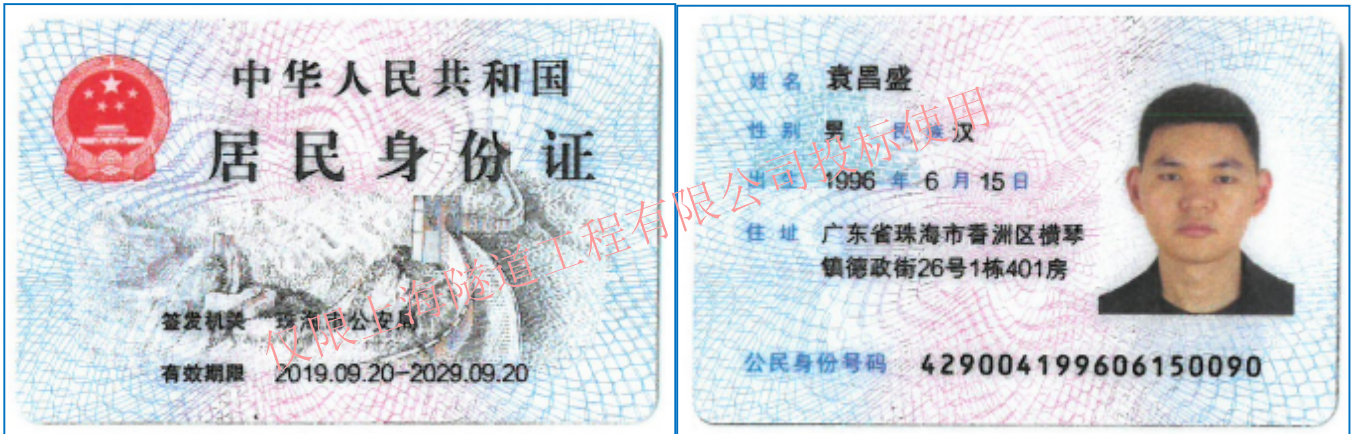 中华人民共和国
居民身份证
签发机关 珠海市公安局
有效期限 2019.09.20-2029.09.20
姓名 袁昌盛
性别 男 民族 汉
出生 1996 年 6 月 15 日
住址 广东省珠海市香洲区横琴
镇德政街26号1栋401房
公民身份号码 429004199606150090
仅限上海隧道工程有限公司投标使用